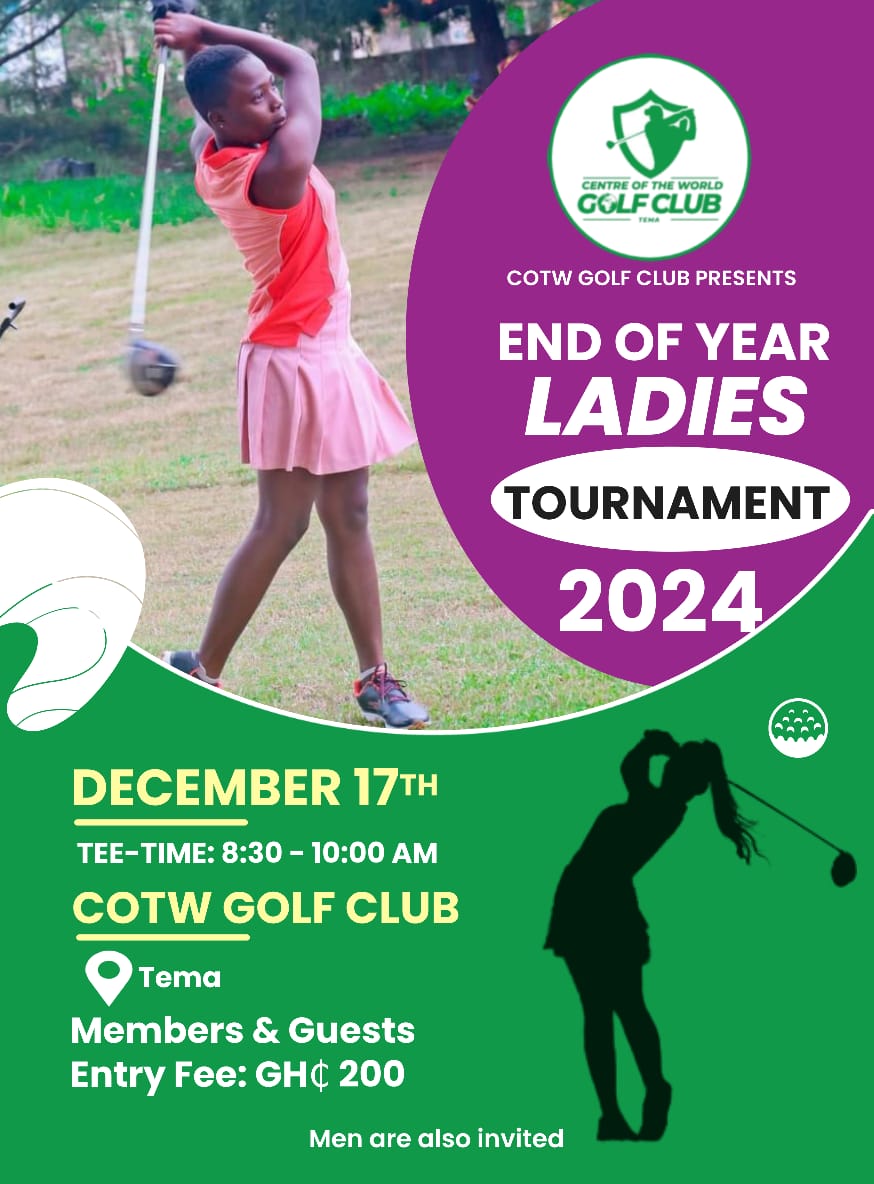 CENTRE OF THE WORLD
GOLF CLUB
TEMA
COTW GOLF CLUB PRESENTS
END OF YEAR
LADIES
TOURNAMENT
2024
DECEMBER 17TH
TEE-TIME: 8:30 – 10:00 AM
COTW GOLF CLUB
Tema
Members & Guests
Entry Fee: GH₵ 200
Men are also invited